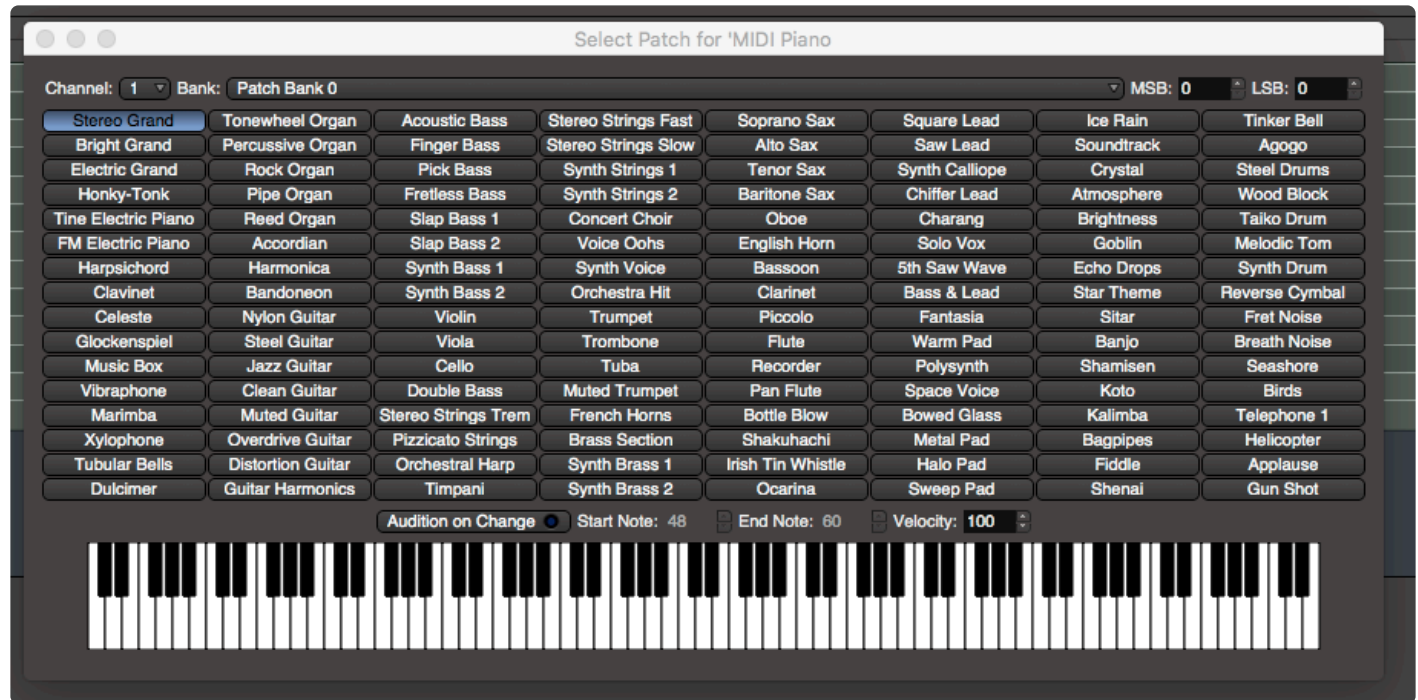 Select Patch for 'MIDI Piano
Channel: 1 Bank: Patch Bank 0 MSB: 0 LSB: 0
Stereo Grand Tonewheel Organ Acoustic Bass Stereo Strings Fast Soprano Sax Square Lead Ice Rain Tinker Bell
Bright Grand Percussive Organ Finger Bass Stereo Strings Slow Alto Sax Saw Lead Soundtrack Agogo
Electric Grand Rock Organ Pick Bass Synth Strings 1 Tenor Sax Synth Calliope Crystal Steel Drums
Honky-Tonk Pipe Organ Fretless Bass Synth Strings 2 Baritone Sax Chiffer Lead Atmosphere Wood Block
Tine Electric Piano Reed Organ Slap Bass 1 Concert Choir Oboe Charang Brightness Taiko Drum
FM Electric Piano Accordian Slap Bass 2 Voice Oohs English Horn Solo Vox Goblin Melodic Tom
Harpsichord Harmonica Synth Bass 1 Synth Voice Bassoon 5th Saw Wave Echo Drops Synth Drum
Clavinet Bandoneon Synth Bass 2 Orchestra Hit Clarinet Bass & Lead Star Theme Reverse Cymbal
Celeste Nylon Guitar Violin Trumpet Piccolo Fantasia Sitar Fret Noise
Glockenspiel Steel Guitar Viola Trombone Flute Warm Pad Banjo Breath Noise
Music Box Jazz Guitar Cello Tuba Recorder Polysynth Shamisen Seashore
Vibraphone Clean Guitar Double Bass Muted Trumpet Pan Flute Space Voice Koto Birds
Marimba Muted Guitar Stereo Strings Trem French Horns Bottle Blow Bowed Glass Kalimba Telephone 1
Xylophone Overdrive Guitar Pizzicato Strings Brass Section Shakuhachi Metal Pad Bagpipes Helicopter
Tubular Bells Distortion Guitar Orchestral Harp Synth Brass 1 Irish Tin Whistle Halo Pad Fiddle Applause
Dulcimer Guitar Harmonics Timpani Synth Brass 2 Ocarina Sweep Pad Shenai Gun Shot
Audition on Change Start Note: 48 End Note: 60 Velocity: 100